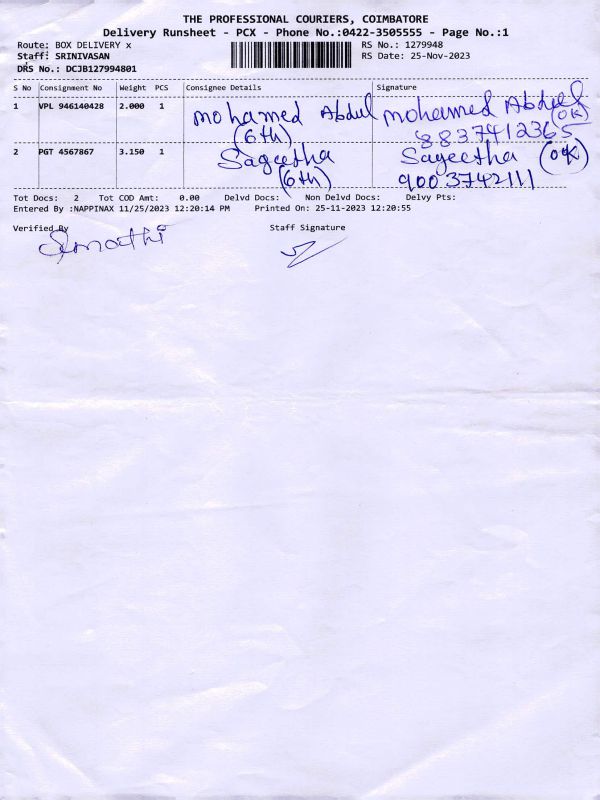 THE PROFESSIONAL COURIERS, COIMBATORE
Delivery Runsheet - PCX - Phone No.:0422-3505555 - Page No.:1
Route: BOX DELIVERY x RS No.: 1279948
Staff: SRINIVASAN RS Date: 25-Nov-2023
DRS No.: DCJB127994801
S No Consignment No Weight PCS Consignee Details Signature
1 VPL 946140428 2.000 1 mohamed Abdul mohamed Abdul (OK)
(6th) 8837412365
2 PGT 4567867 3.150 1 Sageetha Sageetha (OK)
(6th) 9003742111
Tot Docs: 2 Tot COD Amt: 0.00 Delvd Docs: Non Delvd Docs: Delvy Pts:
Entered By :NAPPINAX 11/25/2023 12:20:14 PM Printed On: 25-11-2023 12:20:55
Verified By Staff Signature